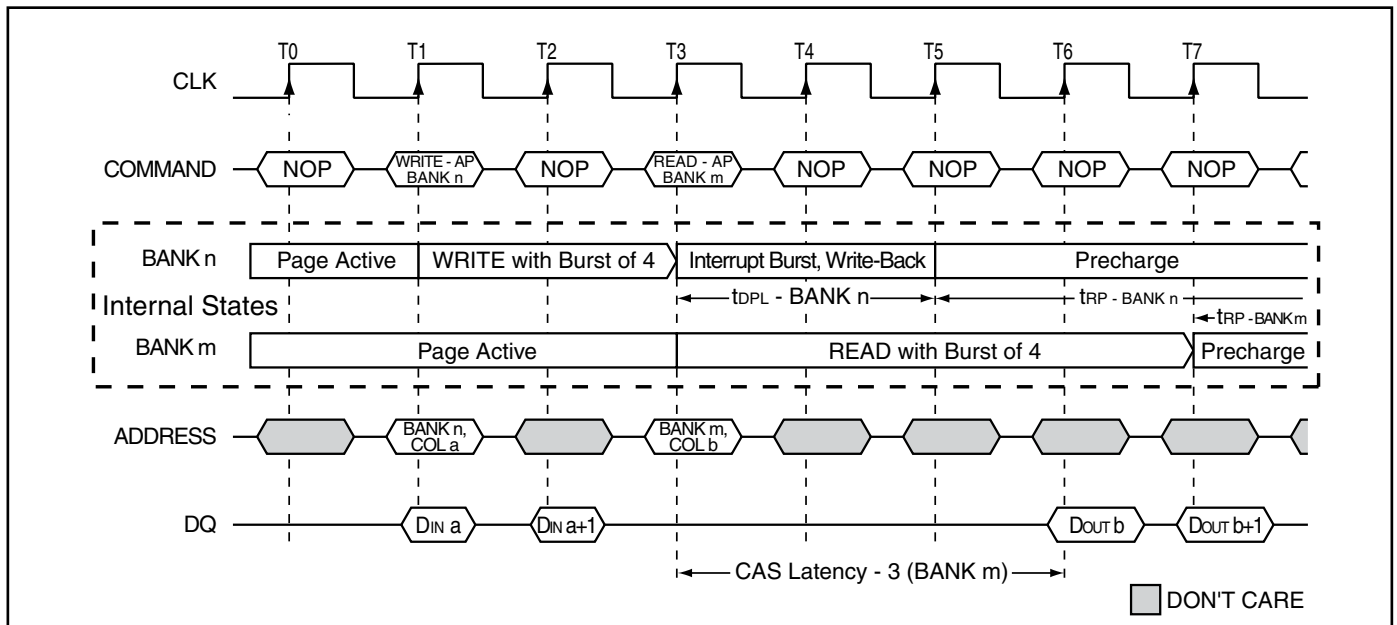 T0 T1 T2 T3 T4 T5 T6 T7
CLK
COMMAND NOP WRITE - AP BANK n NOP READ - AP BANK m NOP NOP NOP NOP
BANK n Page Active WRITE with Burst of 4 Interrupt Burst, Write-Back Precharge
tDPL - BANK n tRP - BANK n
Internal States
tRP - BANK m
BANK m Page Active READ with Burst of 4 Precharge
ADDRESS BANK n, COL a BANK m, COL b
DQ DIN a DIN a+1 DOUT b DOUT b+1
CAS Latency - 3 (BANK m)
DON'T CARE